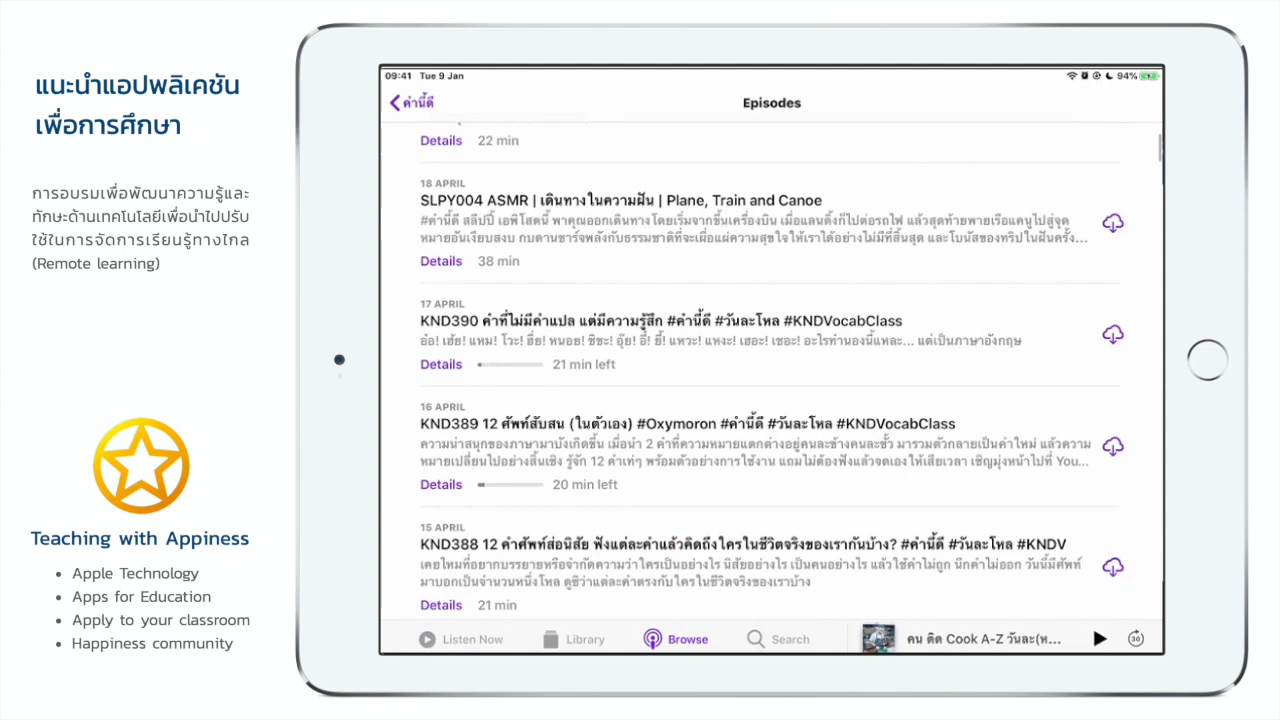 แนะนำแอปพลิเคชัน
เพื่อการศึกษา
การอบรมเพื่อพัฒนาความรู้และ
ทักษะด้านเทคโนโลยีเพื่อนำไปปรับ
ใช้ในการจัดการเรียนรู้ทางไกล
(Remote learning)
Teaching with Appiness
• Apple Technology
• Apps for Education
• Apply to your classroom
• Happiness community
09:41 Tue 9 Jan
94%
คำนี้ดี
Episodes
Details 22 min
18 APRIL
SLPY004 ASMR | เดินทางในความฝัน | Plane, Train and Canoe
#คำนี้ดี สลีปปี้ เอพิโสดนี้ พาคุณออกเดินทางโดยเริ่มจากขึ้นเครื่องบิน เมื่อแลนดิ้งก็ไปต่อรถไฟ แล้วสุดท้ายพายเรือแคนูไปสู่จุด
หมายอันเงียบสงบ กบดานชาร์จพลังกับธรรมชาติที่จะเผื่อแผ่ความสุขใจให้เราได้อย่างไม่มีที่สิ้นสุด และโบนัสของทริปในฝันครั้ง...
Details 38 min
17 APRIL
KND390 คำที่ไม่มีคำแปล แต่มีความรู้สึก #คำนี้ดี #วันละโหล #KNDVocabClass
อ๋อ! เฮ้ย! แหม! โวะ! ฮึ่ย! หนอย! ชิชะ! อุ๊ย! อี๋! ยี้! แหวะ! แหงะ! เฮอะ! เชอะ! อะไรทำนองนี้แหละ... แต่เป็นภาษาอังกฤษ
Details 21 min left
16 APRIL
KND389 12 ศัพท์สับสน (ในตัวเอง) #Oxymoron #คำนี้ดี #วันละโหล #KNDVocabClass
ความน่าสนุกของภาษามาบังเกิดขึ้น เมื่อนำ 2 คำที่ความหมายแตกต่างอยู่คนละข้างคนละขั้ว มารวมตัวกลายเป็นคำใหม่ แล้วความ
หมายเปลี่ยนไปอย่างสิ้นเชิง รู้จัก 12 คำเท่ๆ พร้อมตัวอย่างการใช้งาน แถมไม่ต้องฟังแล้วจดเองให้เสียเวลา เชิญมุ่งหน้าไปที่ You...
Details 20 min left
15 APRIL
KND388 12 คำศัพท์ส่อนิสัย ฟังแต่ละคำแล้วคิดถึงใครในชีวิตจริงของเรากันบ้าง? #คำนี้ดี #วันละโหล #KNDV
เคยไหมที่อยากบรรยายหรือจำกัดความว่าใครเป็นอย่างไร นิสัยอย่างไร เป็นคนอย่างไร แล้วใช้คำไม่ถูก นึกคำไม่ออก วันนี้มีศัพท์
มาบอกเป็นจำนวนหนึ่งโหล ดูซิว่าแต่ละคำตรงกับใครในชีวิตจริงของเราบ้าง
Details 21 min
Listen Now Library Browse Search คน ติด Cook A-Z วันละ(ห... 30